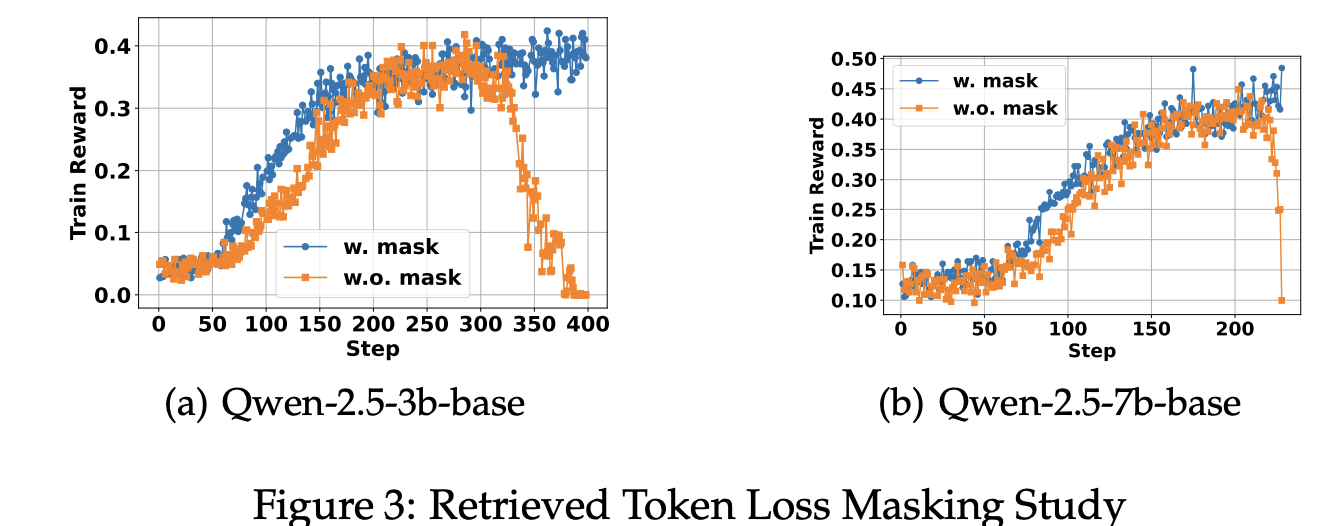 Train Reward
0.4
0.3
0.2
0.1
0.0
w. mask
w.o. mask
0 50 100 150 200 250 300 350 400
Step
(a) Qwen-2.5-3b-base
Train Reward
0.50
0.45
0.40
0.35
0.30
0.25
0.20
0.15
0.10
w. mask
w.o. mask
0 50 100 150 200
Step
(b) Qwen-2.5-7b-base
Figure 3: Retrieved Token Loss Masking Study